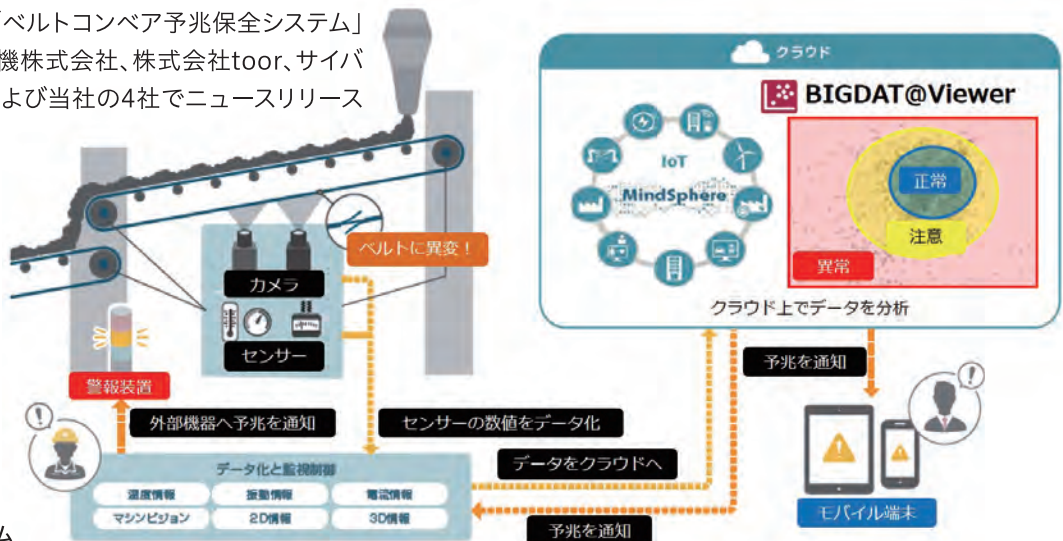 「ベルトコンベア予兆保全システム」
機株式会社、株式会社toor、サイバ
よび当社の4社でニュースリリース
クラウド
BIGDAT@Viewer
IoT
MindSphere
正常
注意
異常
クラウド上でデータを分析
ベルトに異変！
カメラ
センサー
警報装置
外部機器へ予兆を通知
センサーの数値をデータ化
予兆を通知
データ化と監視制御
温度情報
振動情報
電流情報
マシンビジョン
2D情報
3D情報
データをクラウドへ
予兆を通知
モバイル端末
ム